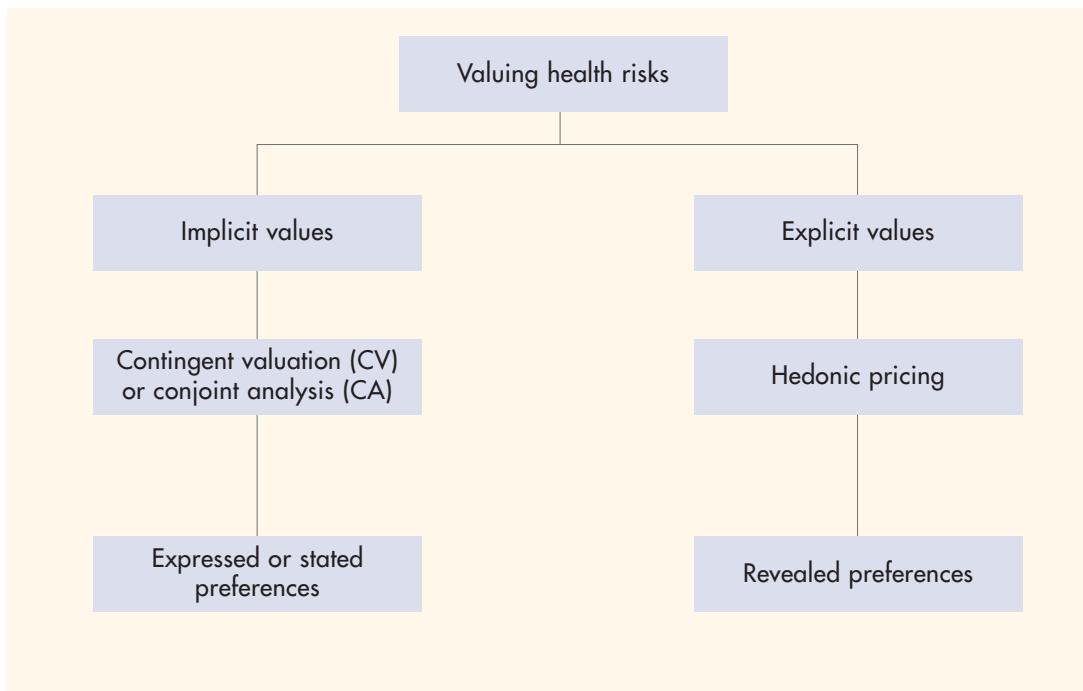 Valuing health risks
Implicit values
Explicit values
Contingent valuation (CV)
or conjoint analysis (CA)
Hedonic pricing
Expressed or stated
preferences
Revealed preferences